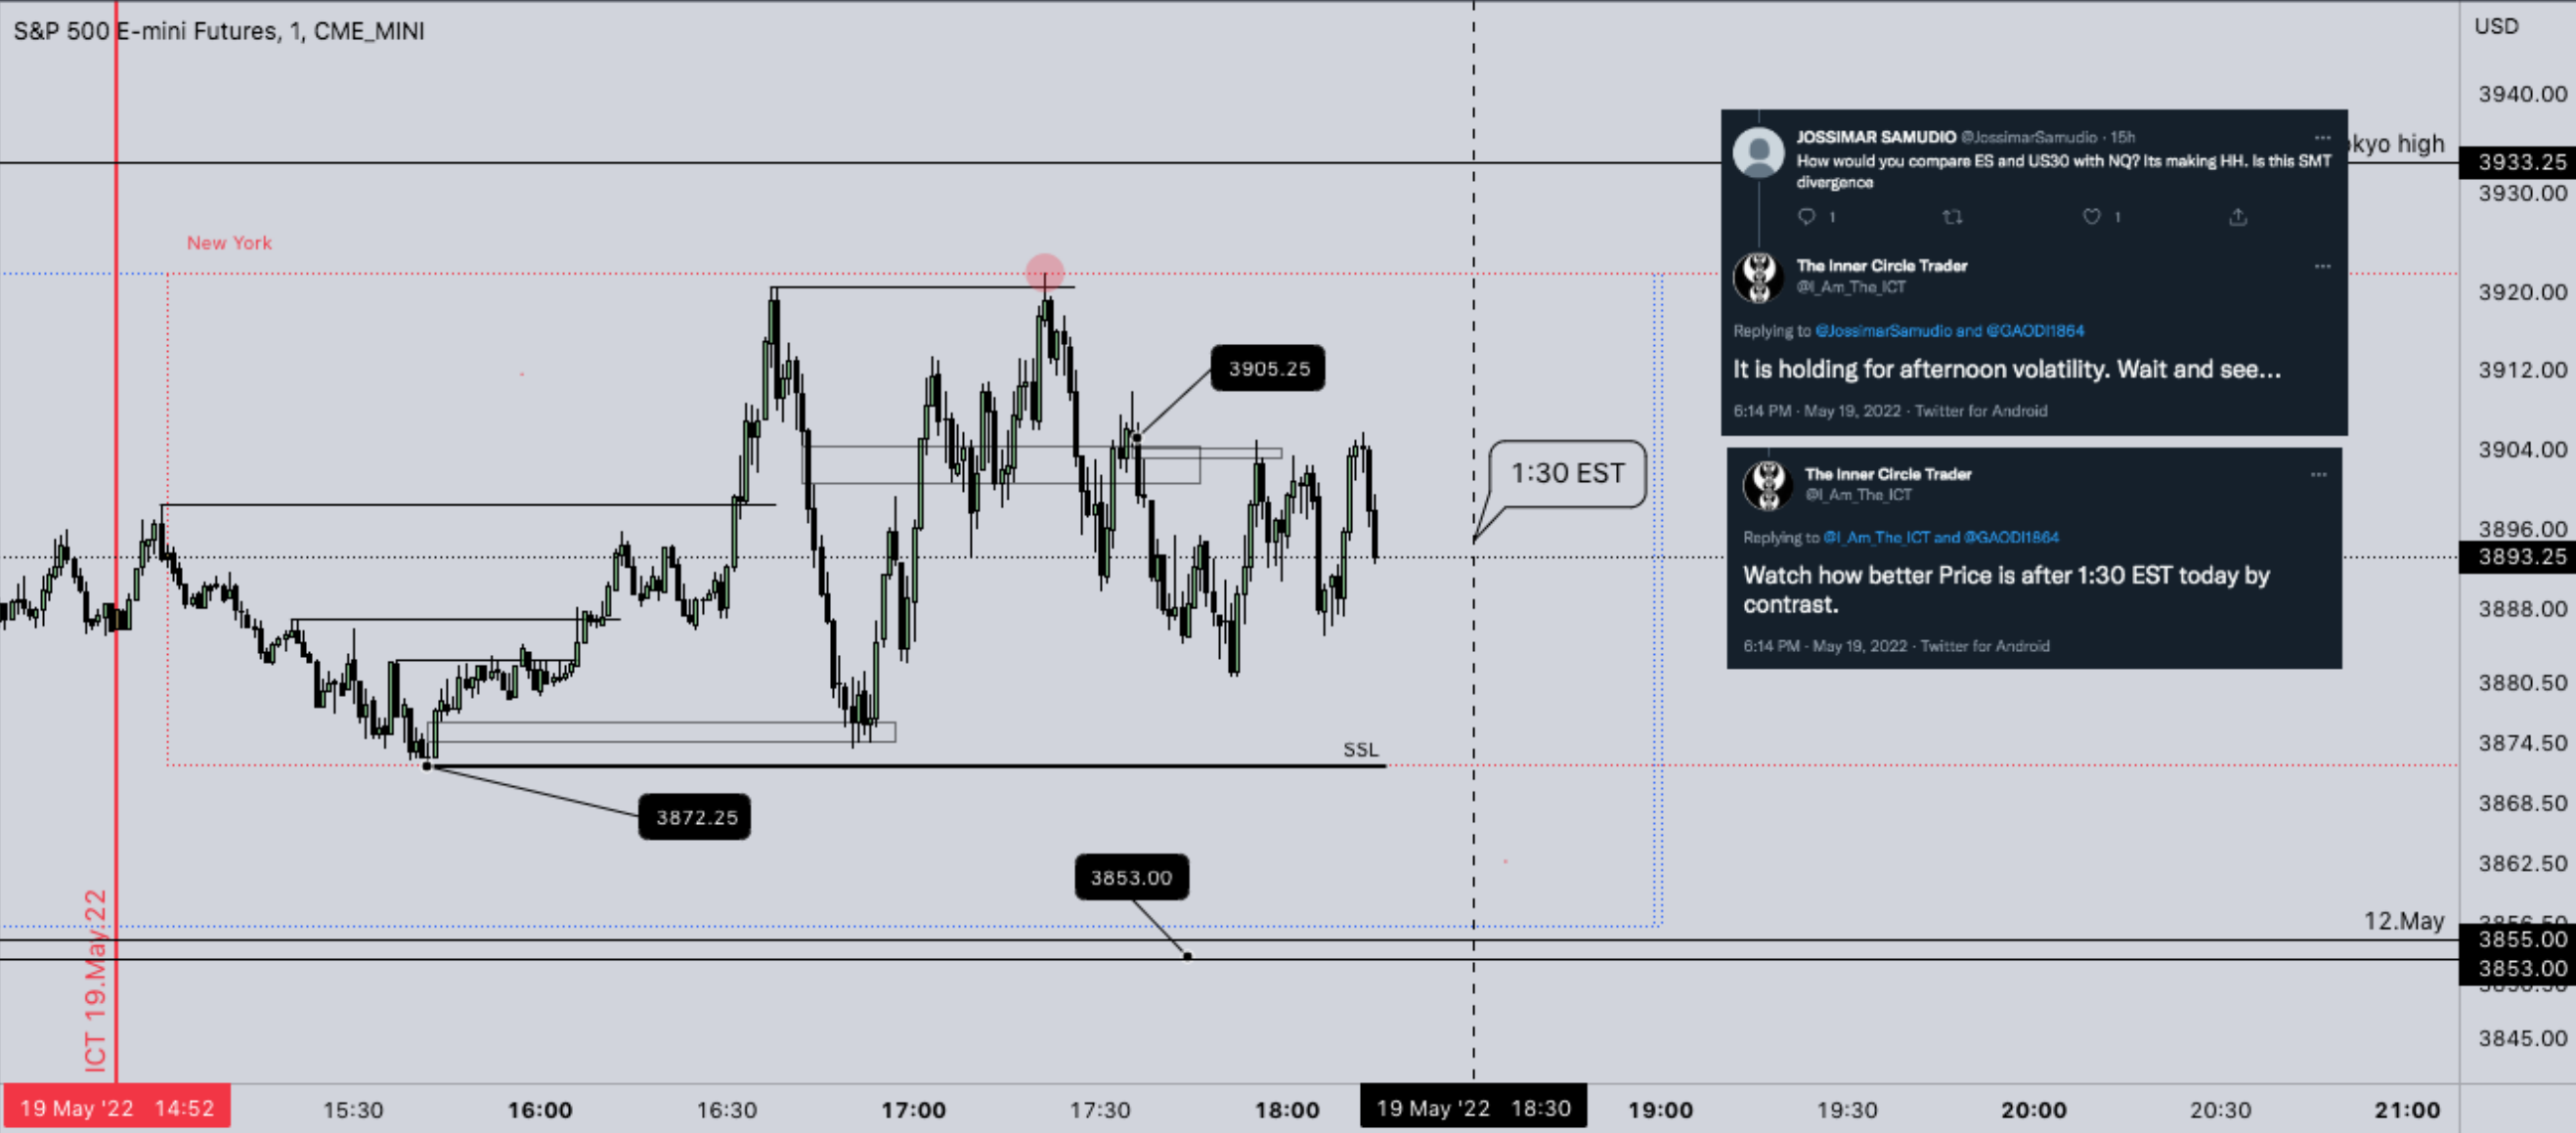 S&P 500 E-mini Futures, 1, CME_MINI
USD
3940.00
JOSSIMAR SAMUDIO @JossimarSamudio · 15h
How would you compare ES and US30 with NQ? Its making HH. Is this SMT
divergence
1
1
kyo high
3933.25
3930.00
New York
The Inner Circle Trader
@I_Am_The_ICT
3920.00
Replying to @JossimarSamudio and @GAODI1864
It is holding for afternoon volatility. Wait and see...
6:14 PM · May 19, 2022 · Twitter for Android
3905.25
3912.00
3904.00
1:30 EST
The Inner Circle Trader
@I_Am_The_ICT
Replying to @I_Am_The_ICT and @GAODI1864
Watch how better Price is after 1:30 EST today by
contrast.
6:14 PM · May 19, 2022 · Twitter for Android
3896.00
3893.25
3888.00
3880.50
SSL
3874.50
3872.25
3868.50
3853.00
3862.50
12.May
3856.50
3855.00
3853.00
3845.00
ICT 19.May.22
19 May '22 14:52
15:30
16:00
16:30
17:00
17:30
18:00
19 May '22 18:30
19:00
19:30
20:00
20:30
21:00